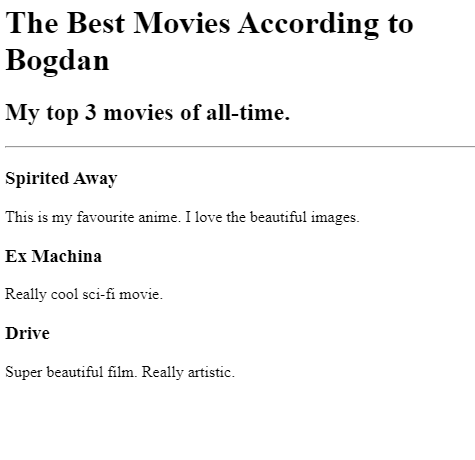 The Best Movies According to
Bogdan
My top 3 movies of all-time.
Spirited Away
This is my favourite anime. I love the beautiful images.
Ex Machina
Really cool sci-fi movie.
Drive
Super beautiful film. Really artistic.